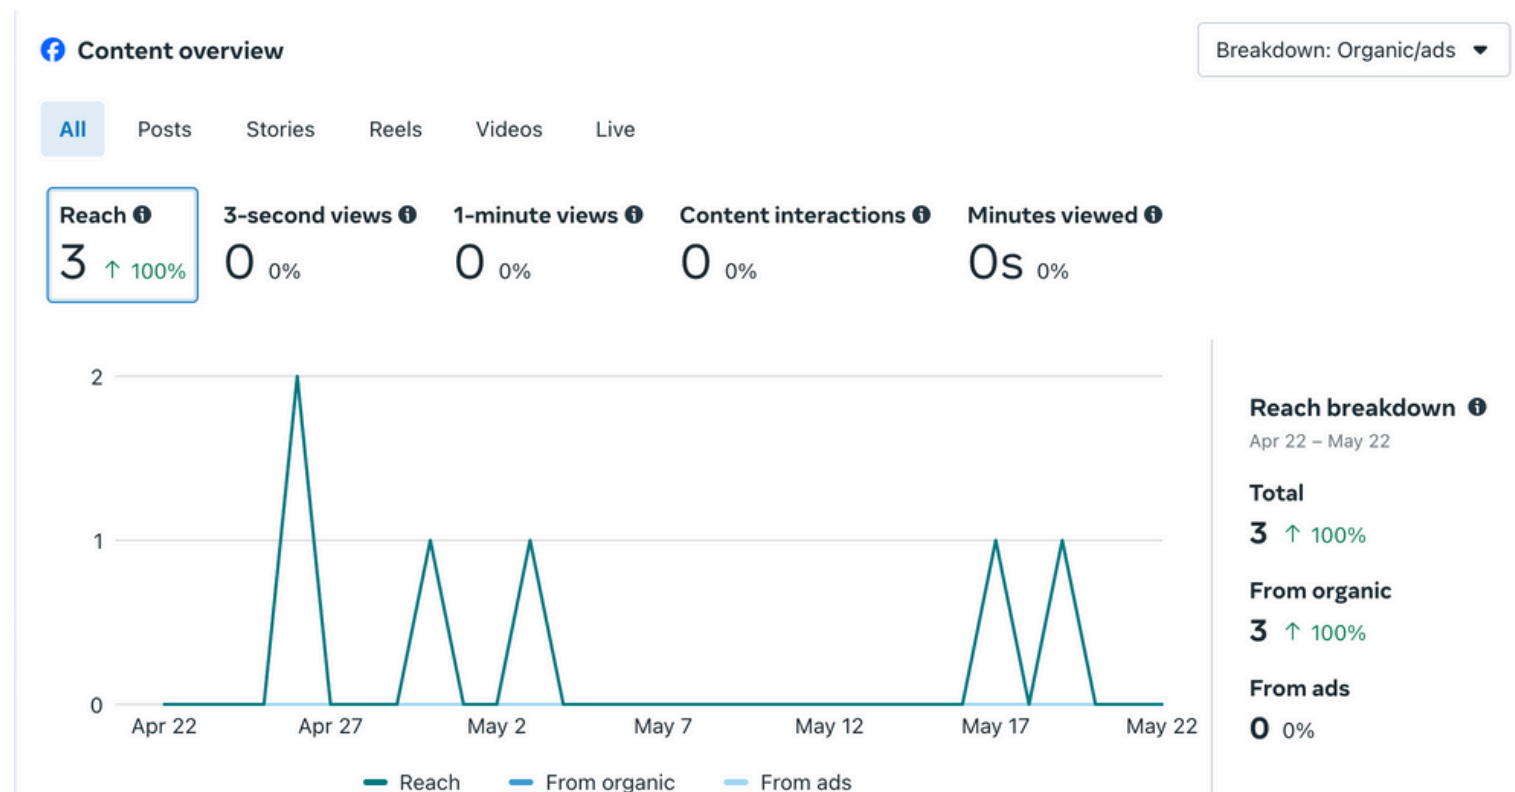 Content overview
Breakdown: Organic/ads
All Posts Stories Reels Videos Live
Reach 3-second views 1-minute views Content interactions Minutes viewed
3 ↑ 100% 0 0% 0 0% 0 0% 0s 0%
2
1
0
Apr 22 Apr 27 May 2 May 7 May 12 May 17 May 22
Reach From organic From ads
Reach breakdown
Apr 22 – May 22
Total
3 ↑ 100%
From organic
3 ↑ 100%
From ads
0 0%